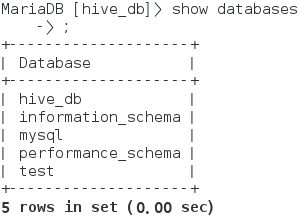 MariaDB [hive_db]> show databases
    -> ;
+--------------------+
| Database           |
+--------------------+
| hive_db            |
| information_schema |
| mysql              |
| performance_schema |
| test               |
+--------------------+
5 rows in set (0.00 sec)